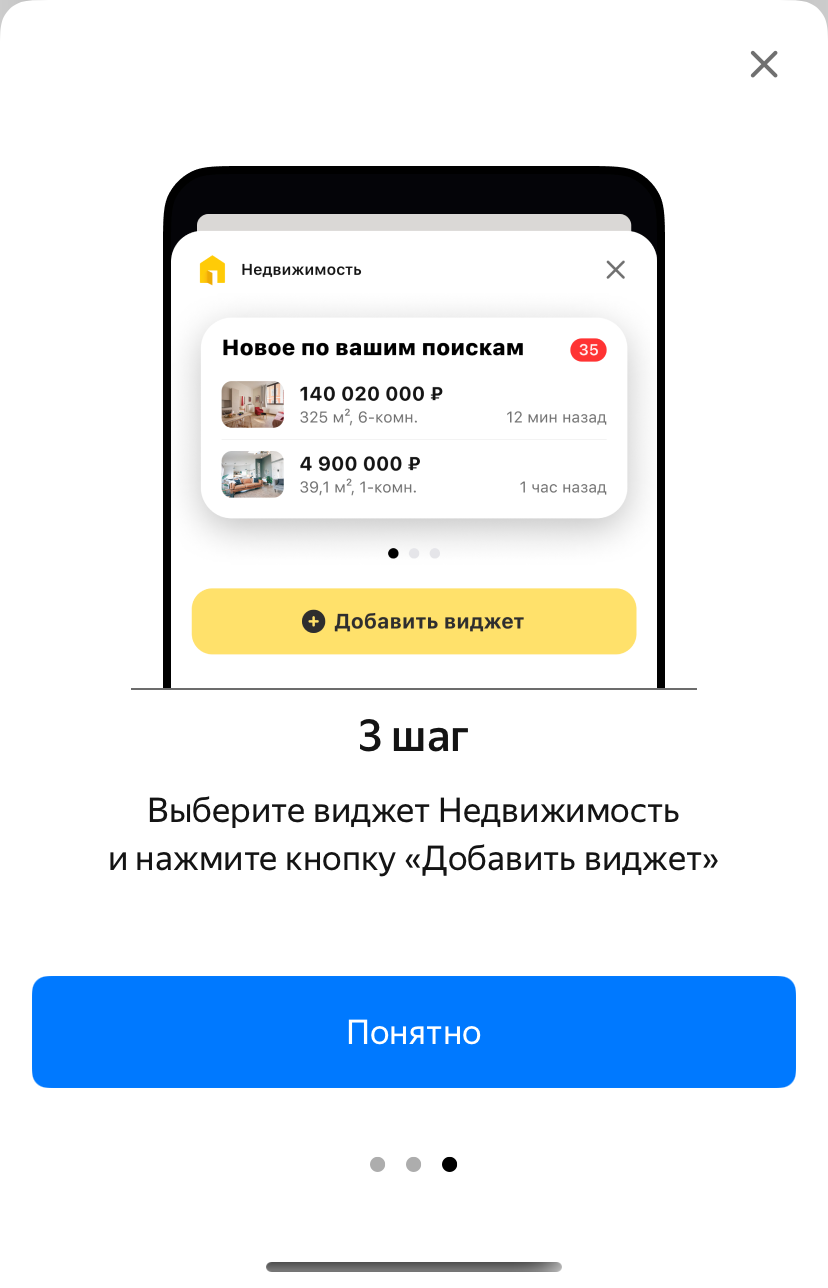 Недвижимость
Новое по вашим поискам 35
140 020 000 ₽
325 м², 6-комн. 12 мин назад
4 900 000 ₽
39,1 м², 1-комн. 1 час назад
Добавить виджет
3 шаг
Выберите виджет Недвижимость
и нажмите кнопку «Добавить виджет»
Понятно